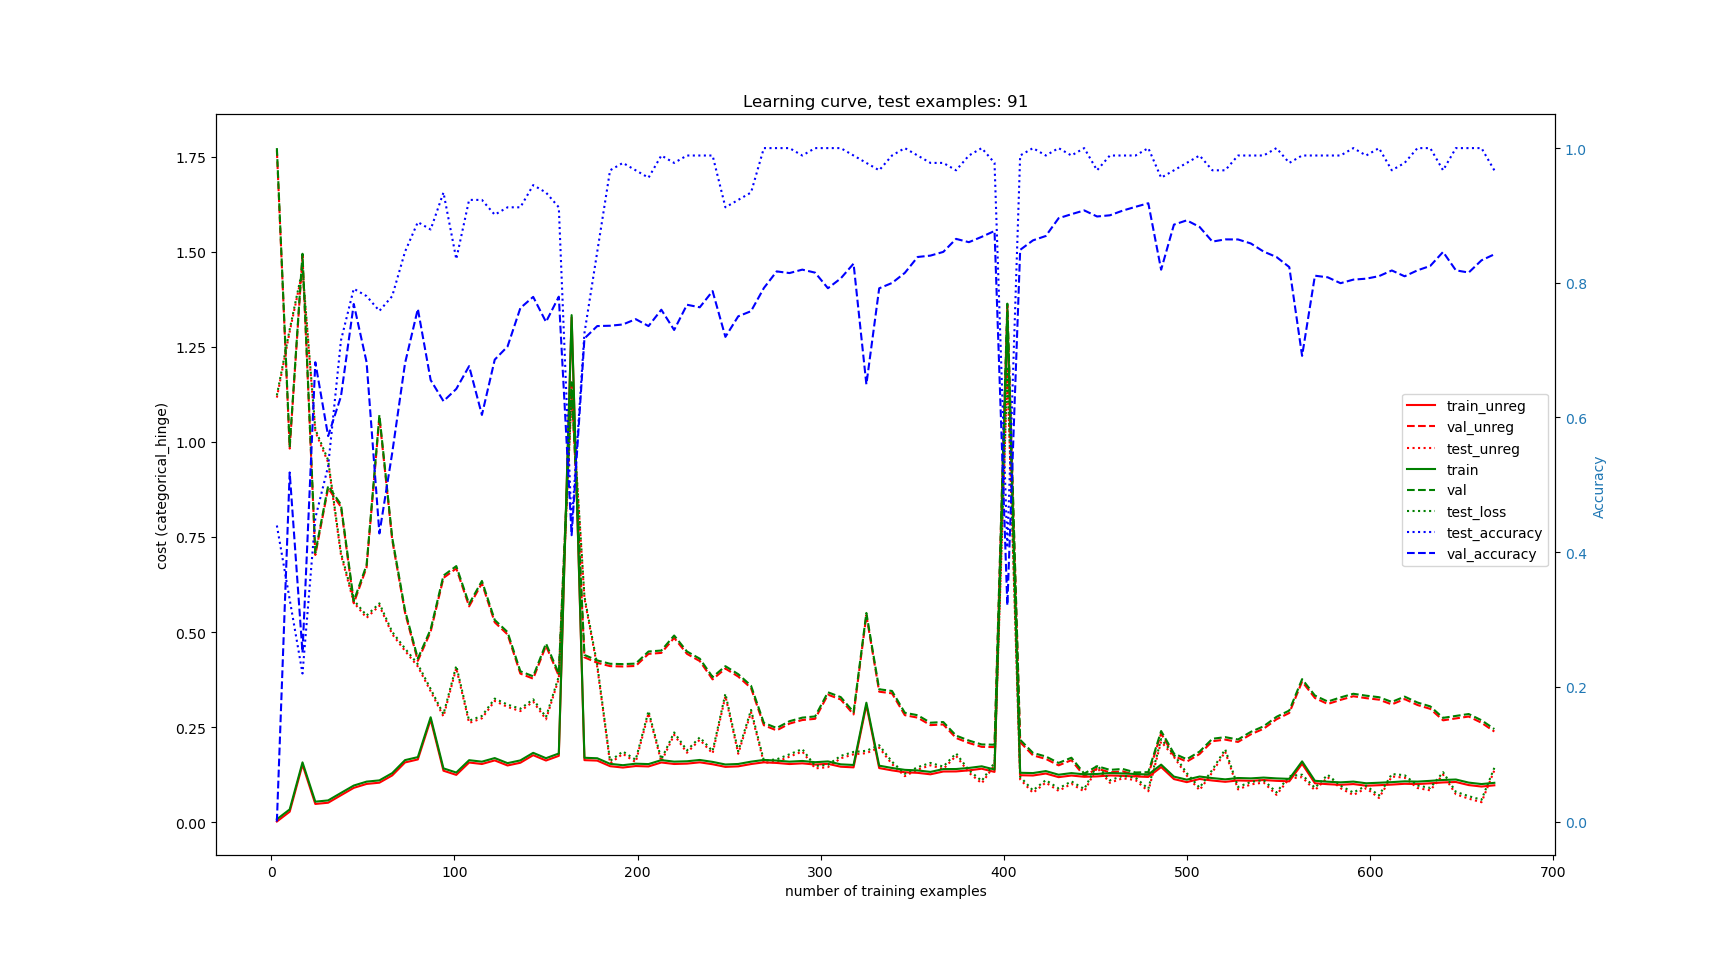 Learning curve, test examples: 91
1.75
1.50
1.25
1.00
0.75
0.50
0.25
0.00
cost (categorical_hinge)
0
100
200
300
400
500
600
700
number of training examples
1.0
0.8
0.6
0.4
0.2
0.0
Accuracy
train_unreg
val_unreg
test_unreg
train
val
test_loss
test_accuracy
val_accuracy